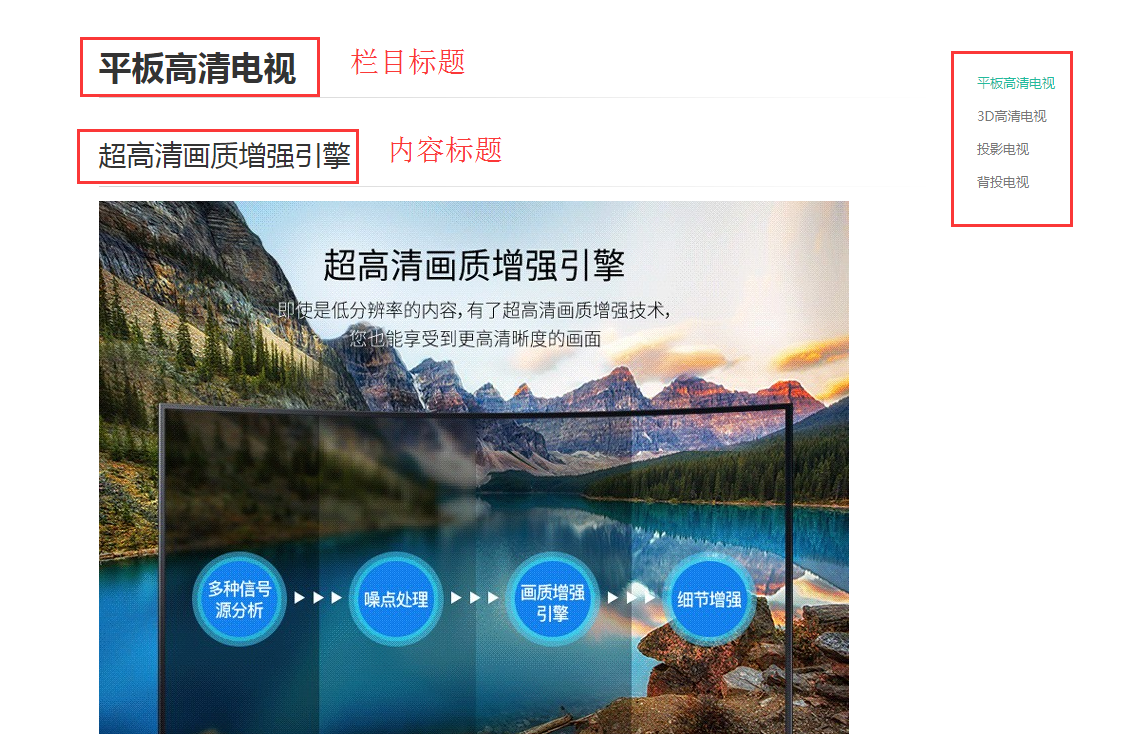 平板高清电视
栏目标题
超高清画质增强引擎
内容标题
平板高清电视
3D高清电视
投影电视
背投电视
超高清画质增强引擎
即使是低分辨率的内容,有了超高清画质增强技术,
您也能享受到更高清晰度的画面
多种信号
源分析
噪点处理
画质增强
引擎
细节增强